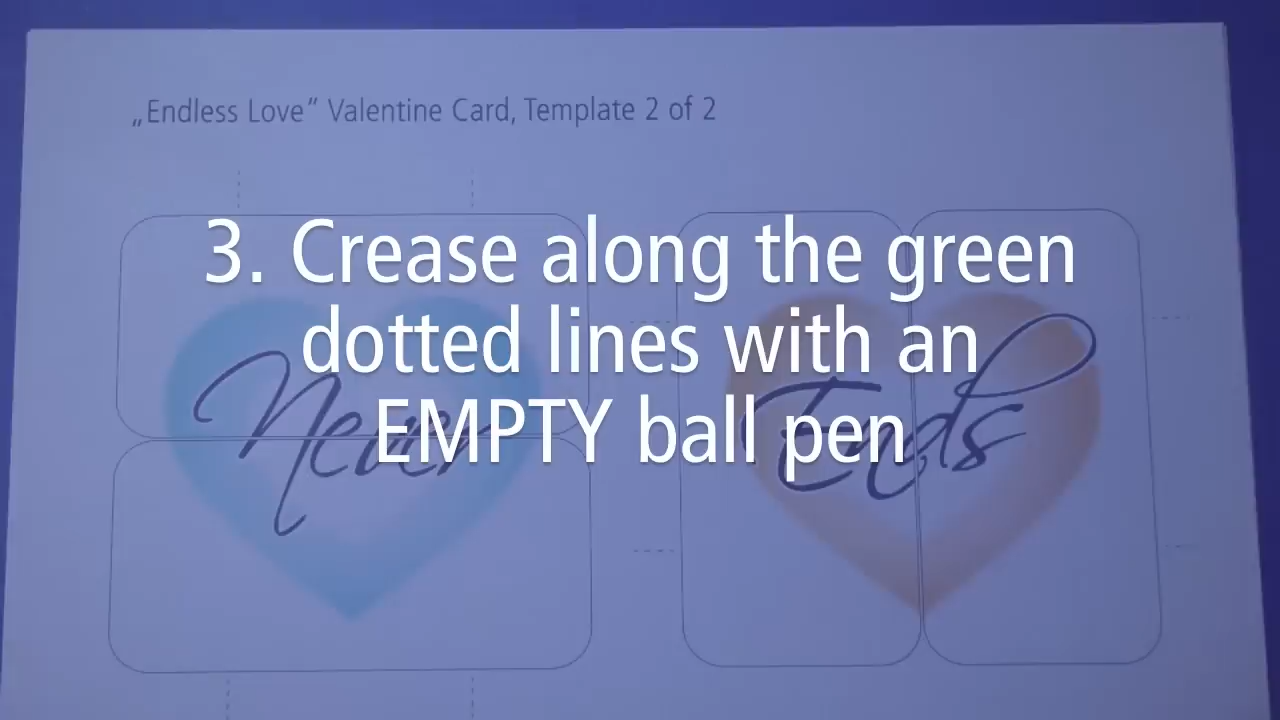 „Endless Love“ Valentine Card, Template 2 of 2
3. Crease along the green
dotted lines with an
EMPTY ball pen
Never
Ends